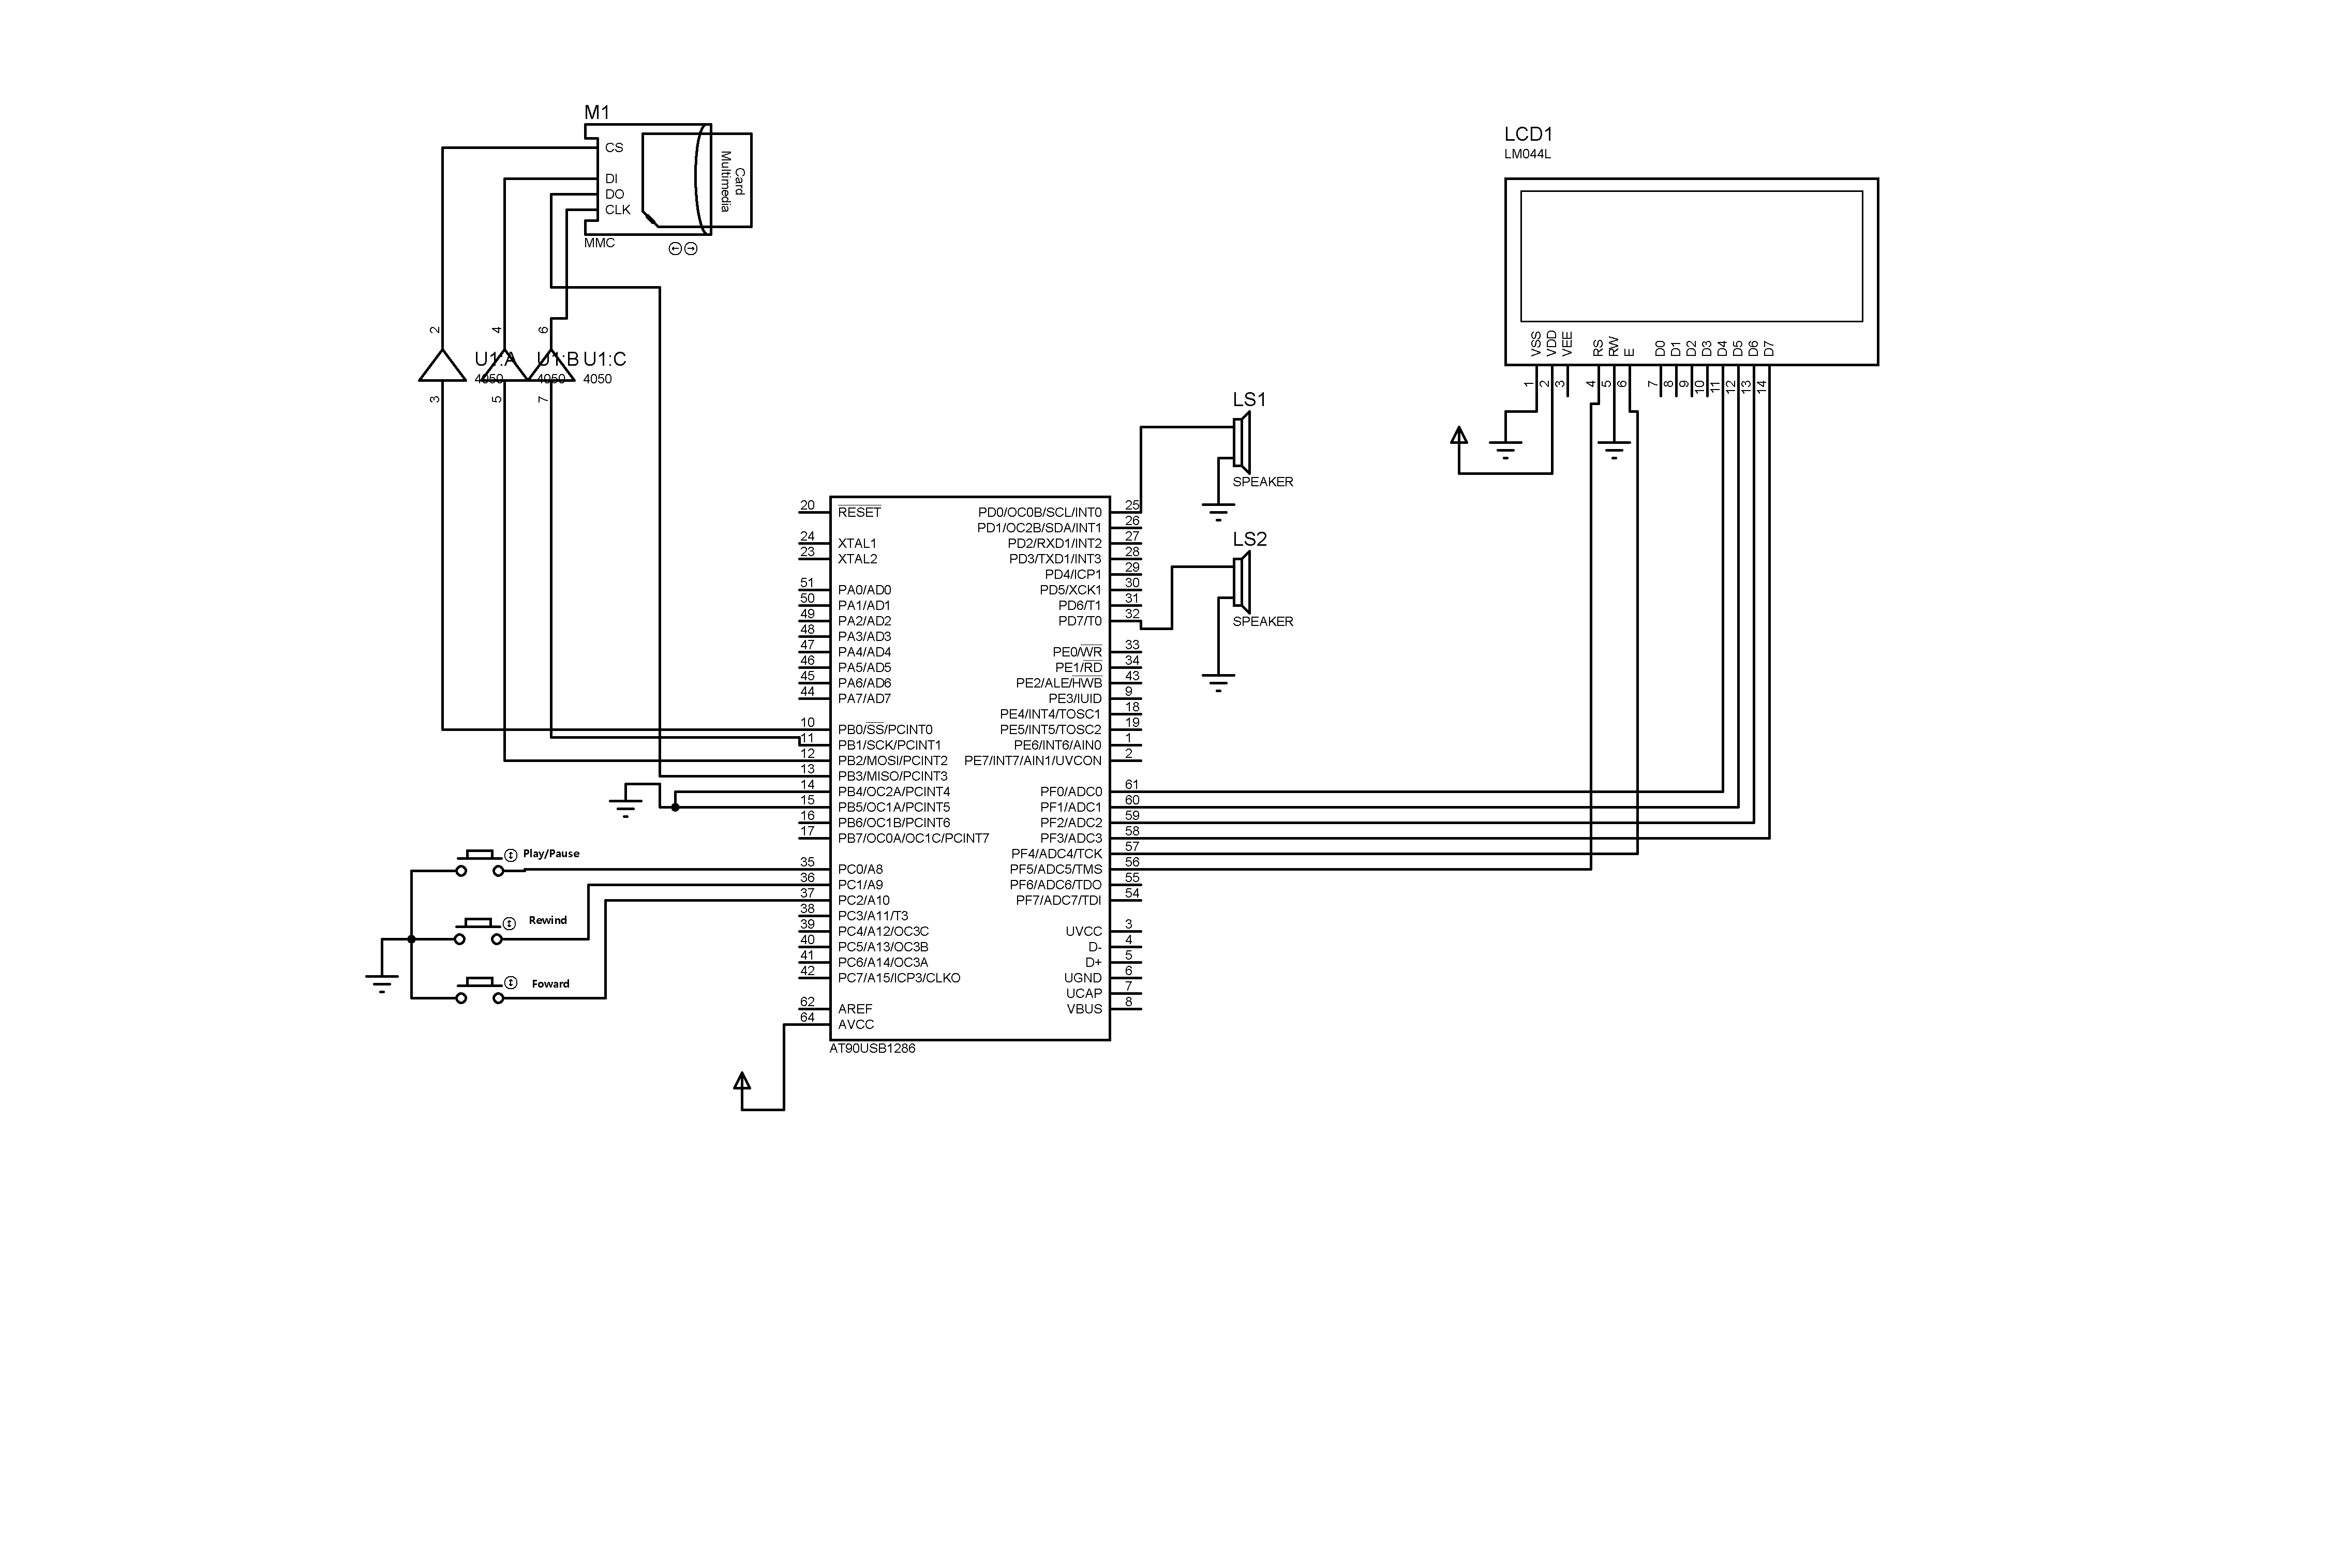 M1
CS
DI
DO
CLK
Card
Multimedia
MMC
2
4
6
U1:A
U1:B
U1:C
4050
4050
4050
3
5
7
LCD1
LM044L
VSS
VDD
VEE
RS
RW
E
D0
D1
D2
D3
D4
D5
D6
D7
1
2
3
4
5
6
7
8
9
10
11
12
13
14
LS1
SPEAKER
LS2
SPEAKER
20 RESET
24 XTAL1
23 XTAL2
51 PA0/AD0
50 PA1/AD1
49 PA2/AD2
48 PA3/AD3
47 PA4/AD4
46 PA5/AD5
45 PA6/AD6
44 PA7/AD7
10 PB0/SS/PCINT0
11 PB1/SCK/PCINT1
12 PB2/MOSI/PCINT2
13 PB3/MISO/PCINT3
14 PB4/OC2A/PCINT4
15 PB5/OC1A/PCINT5
16 PB6/OC1B/PCINT6
17 PB7/OC0A/OC1C/PCINT7
35 PC0/A8
36 PC1/A9
37 PC2/A10
38 PC3/A11/T3
39 PC4/A12/OC3C
40 PC5/A13/OC3B
41 PC6/A14/OC3A
42 PC7/A15/ICP3/CLKO
62 AREF
64 AVCC
PD0/OC0B/SCL/INT0 25
PD1/OC2B/SDA/INT1 26
PD2/RXD1/INT2 27
PD3/TXD1/INT3 28
PD4/ICP1 29
PD5/XCK1 30
PD6/T1 31
PD7/T0 32
PE0/WR 33
PE1/RD 34
PE2/ALE/HWB 43
PE3/IUID 9
PE4/INT4/TOSC1 18
PE5/INT5/TOSC2 19
PE6/INT6/AIN0 1
PE7/INT7/AIN1/UVCON 2
PF0/ADC0 61
PF1/ADC1 60
PF2/ADC2 59
PF3/ADC3 58
PF4/ADC4/TCK 57
PF5/ADC5/TMS 56
PF6/ADC6/TDO 55
PF7/ADC7/TDI 54
UVCC 3
D- 4
D+ 5
UGND 6
UCAP 7
VBUS 8
AT90USB1286
Play/Pause
Rewind
Foward